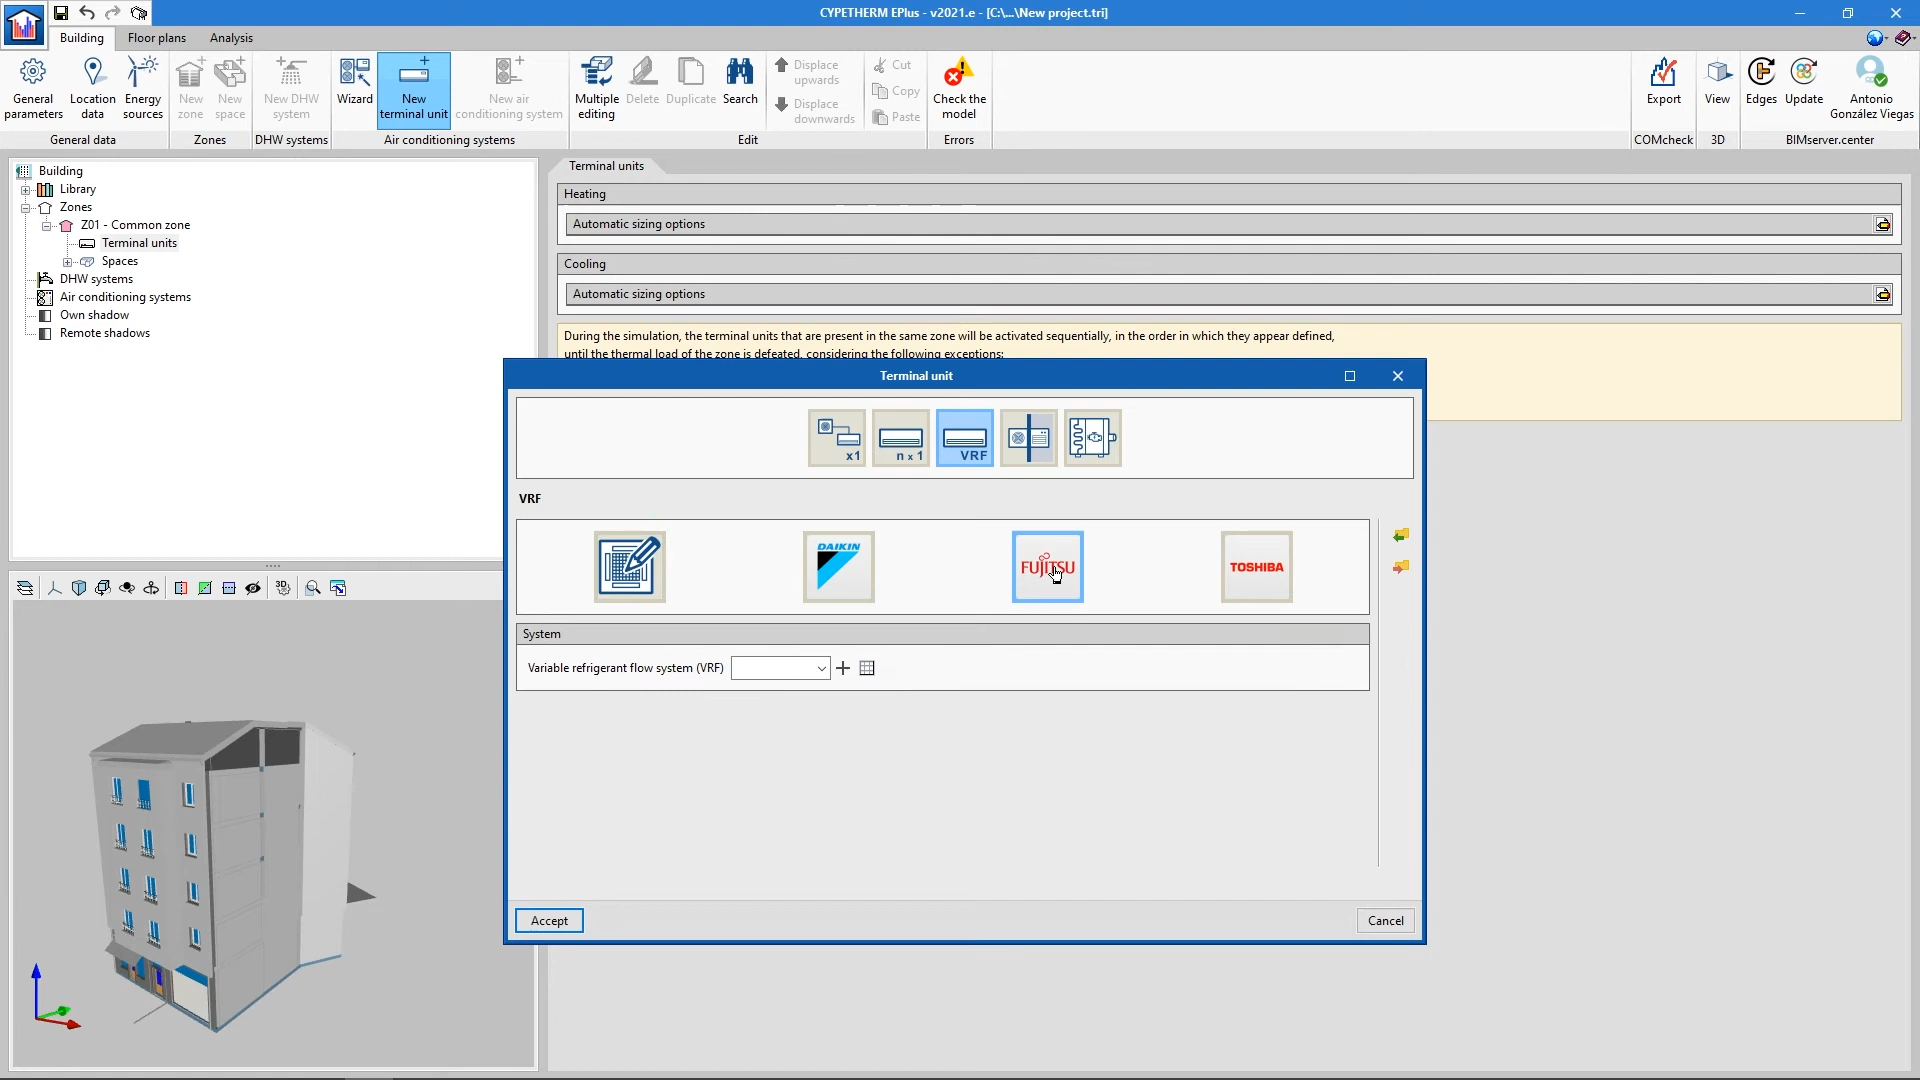 CYPETHERM EPlus - v2021.e - [C:\...\New project.tri]
Building
Floor plans
Analysis
General parameters
Location data
Energy sources
New zone
New space
New DHW system
Wizard
New terminal unit
New air conditioning system
Multiple editing
Delete
Duplicate
Search
Displace upwards
Displace downwards
Cut
Copy
Paste
Check the model
Export
View
Edges
Update
Antonio González Viegas
General data
Zones
DHW systems
Air conditioning systems
Edit
Errors
COMcheck
3D
BIMserver.center
Building
Library
Zones
Z01 - Common zone
Terminal units
Spaces
DHW systems
Air conditioning systems
Own shadow
Remote shadows
3D
Terminal units
Heating
Automatic sizing options
Cooling
Automatic sizing options
During the simulation, the terminal units that are present in the same zone will be activated sequentially, in the order in which they appear defined,
until the thermal load of the zone is defeated, considering the following exceptions:
Terminal unit
x1
n x 1
VRF
VRF
DAIKIN
FUJITSU
TOSHIBA
System
Variable refrigerant flow system (VRF)
Accept
Cancel